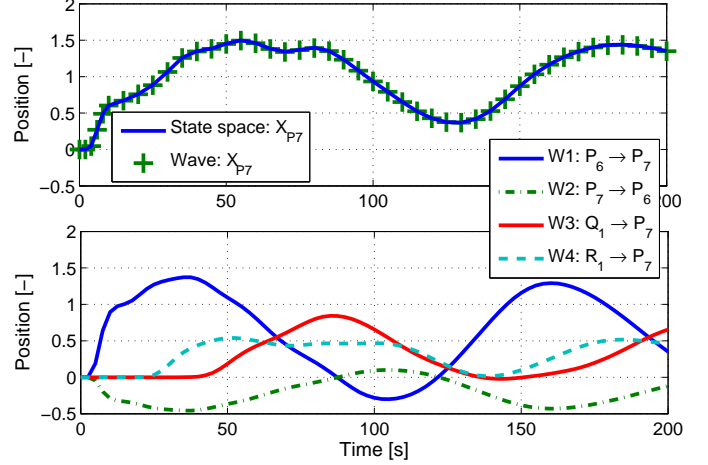 2
1.5
1
0.5
0
−0.5
Position [−]
State space: X_P7
Wave: X_P7
0
50
100
200
W1: P_6 → P_7
W2: P_7 → P_6
W3: Q_1 → P_7
W4: R_1 → P_7
2
1.5
1
0.5
0
−0.5
Position [−]
0
50
100
150
200
Time [s]